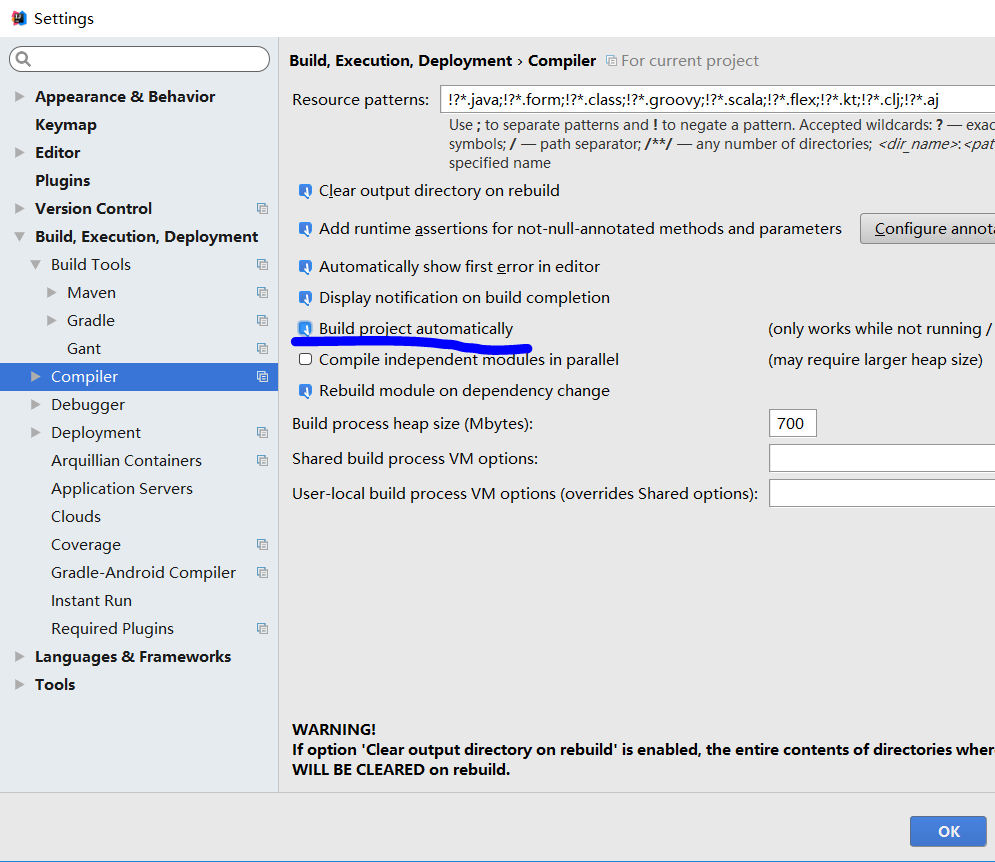 Settings
Appearance & Behavior
Keymap
Editor
Plugins
Version Control
Build, Execution, Deployment
Build Tools
Maven
Gradle
Gant
Compiler
Debugger
Deployment
Arquillian Containers
Application Servers
Clouds
Coverage
Gradle-Android Compiler
Instant Run
Required Plugins
Languages & Frameworks
Tools
Build, Execution, Deployment › Compiler For current project
Resource patterns: !?*.java;!?*.form;!?*.class;!?*.groovy;!?*.scala;!?*.flex;!?*.kt;!?*.clj;!?*.aj
Use ; to separate patterns and ! to negate a pattern. Accepted wildcards: ? — exac
symbols; / — path separator; /**/ — any number of directories; <dir_name>:<pat
specified name
Clear output directory on rebuild
Add runtime assertions for not-null-annotated methods and parameters Configure annota
Automatically show first error in editor
Display notification on build completion
Build project automatically (only works while not running /
Compile independent modules in parallel (may require larger heap size)
Rebuild module on dependency change
Build process heap size (Mbytes): 700
Shared build process VM options:
User-local build process VM options (overrides Shared options):
WARNING!
If option 'Clear output directory on rebuild' is enabled, the entire contents of directories wher
WILL BE CLEARED on rebuild.
OK